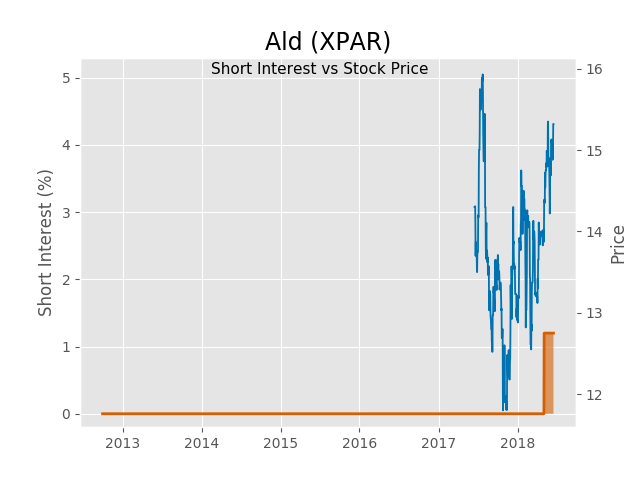 Ald (XPAR)
Short Interest vs Stock Price
Short Interest (%)
5
4
3
2
1
0
16
15
14
13
12
Price
2013 2014 2015 2016 2017 2018